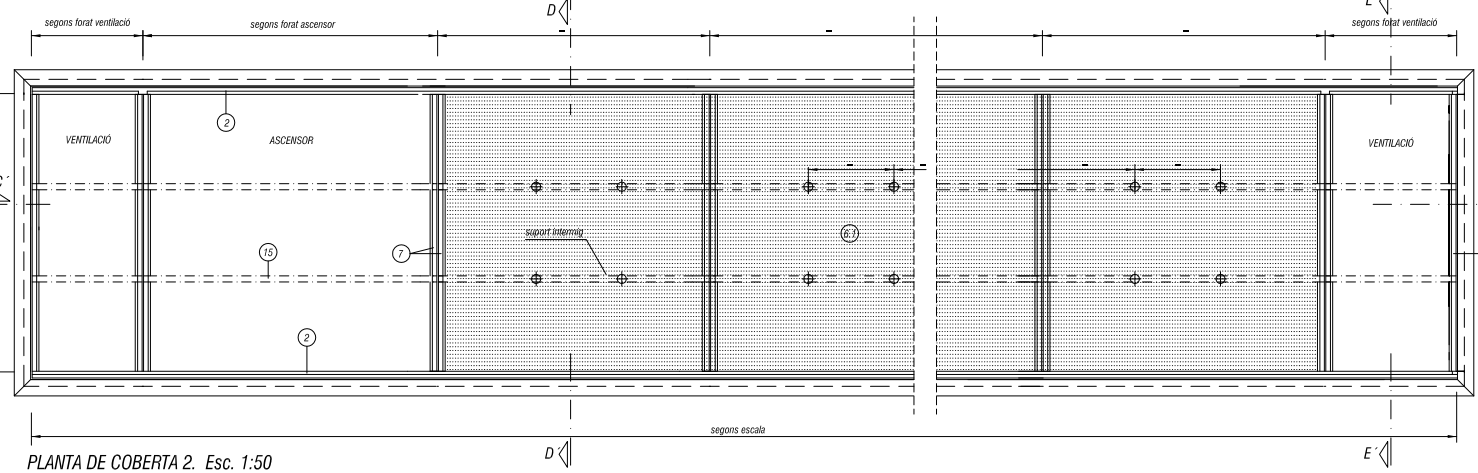 D
E
segons forat ventilació
segons forat ascensor
segons forat ventilació
2
VENTILACIÓ
ASCENSOR
VENTILACIÓ
suport intermig
6.1
7
15
2
segons escala
D´
E´
PLANTA DE COBERTA 2. Esc. 1:50